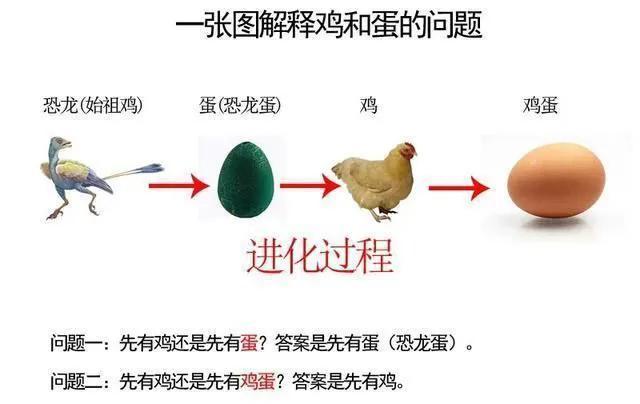 一张图解释鸡和蛋的问题
恐龙(始祖鸡) 蛋(恐龙蛋) 鸡 鸡蛋
进化过程
问题一：先有鸡还是先有蛋？答案是先有蛋（恐龙蛋）。
问题二：先有鸡还是先有鸡蛋？答案是先有鸡。